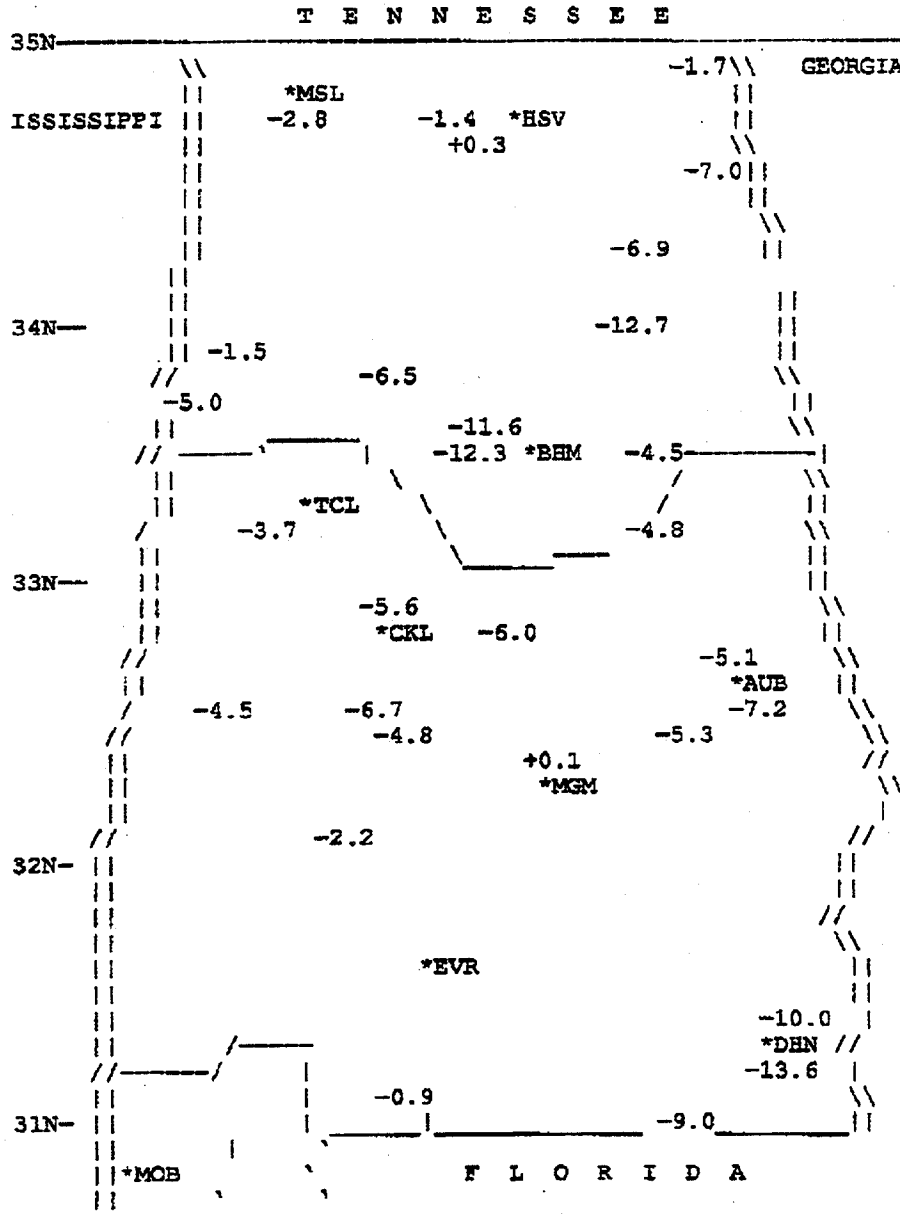 T E N N E S S E E
35N
-1.7 GEORGIA
*MSL
ISSISSIPPI -2.8 -1.4 *HSV
+0.3
-7.0
-6.9
34N -12.7
-1.5
-6.5
-5.0
-11.6
-12.3 *BHM -4.5
*TCL
-3.7 -4.8
33N
-5.6
*CKL -6.0
-5.1
*AUB
-4.5 -6.7 -7.2
-4.8 -5.3
+0.1
*MGM
-2.2
32N
*EVR
-10.0
*DHN
-13.6
-0.9
31N -9.0
*MOB F L O R I D A